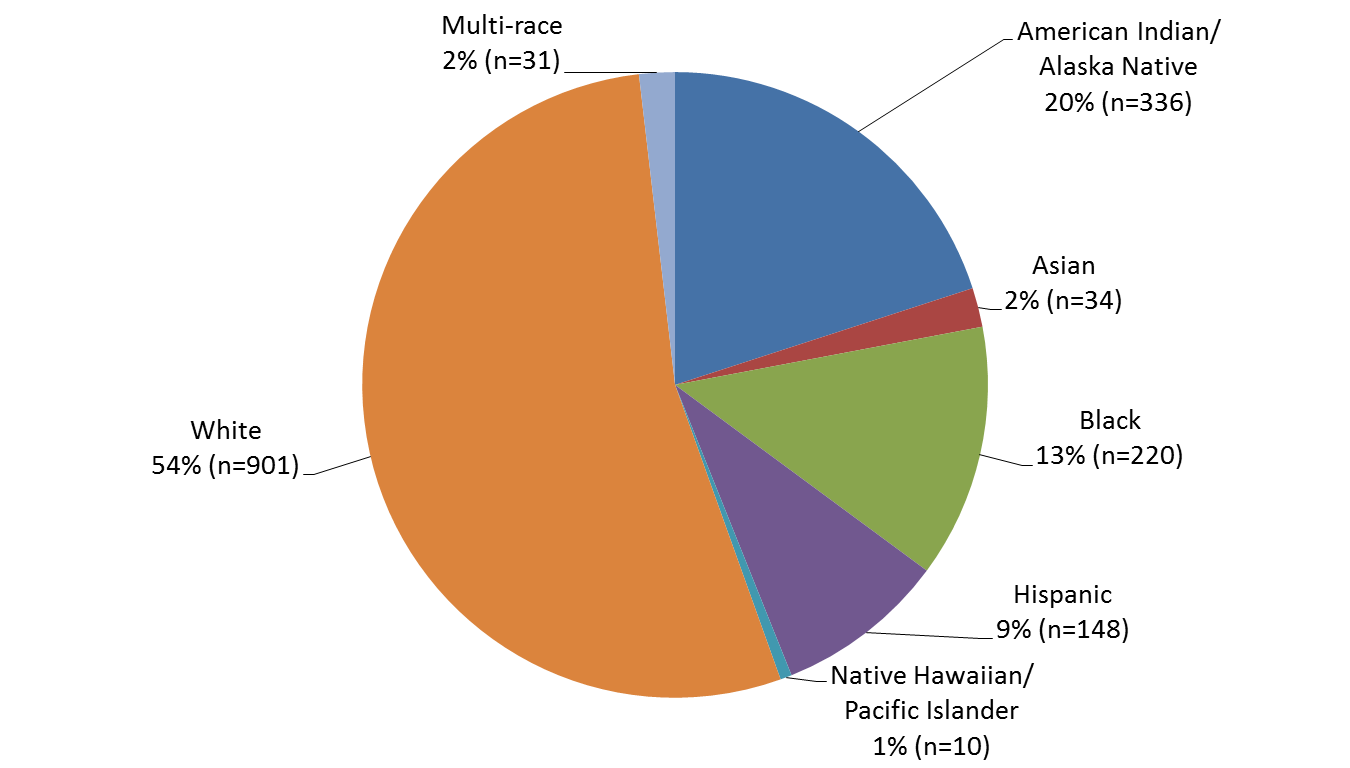 Multi-race
2% (n=31)
American Indian/
Alaska Native
20% (n=336)
Asian
2% (n=34)
Black
13% (n=220)
Hispanic
9% (n=148)
Native Hawaiian/
Pacific Islander
1% (n=10)
White
54% (n=901)